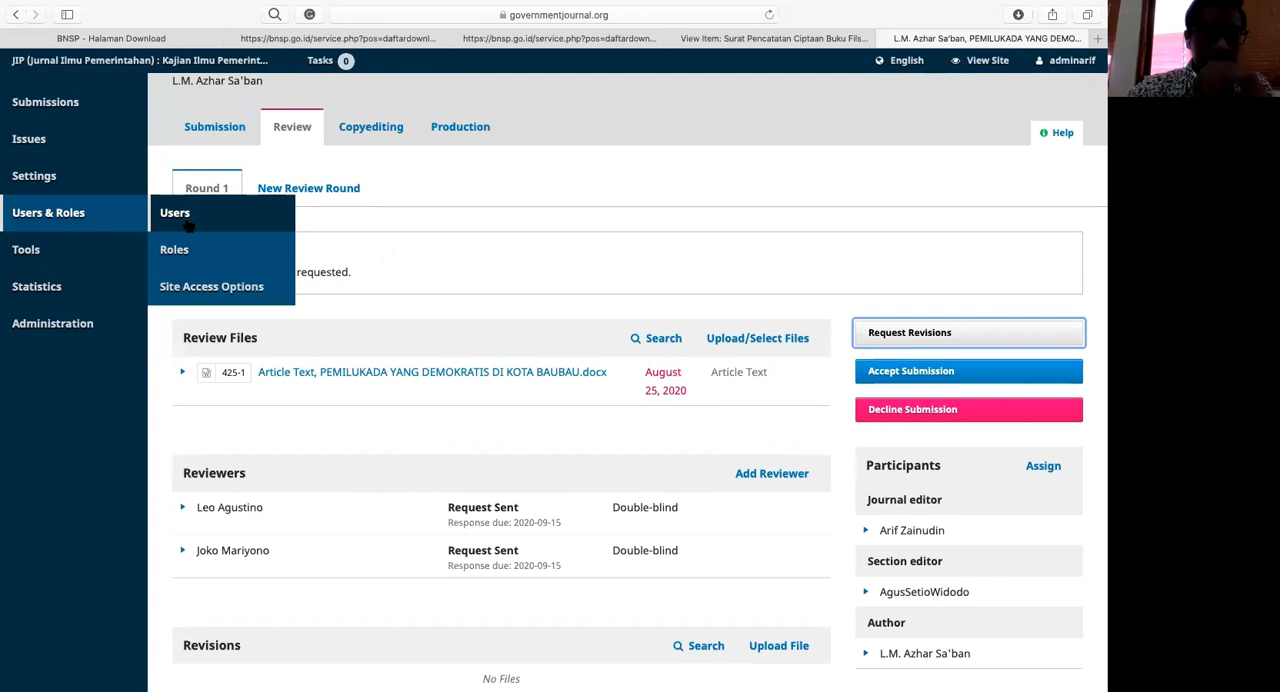 governmentjournal.org
BNSP - Halaman Download
https://bnsp.go.id/service.php?pos=daftardownl...
https://bnsp.go.id/service.php?pos=daftardown...
View Item: Surat Pencatatan Ciptaan Buku Fils...
L.M. Azhar Sa'ban, PEMILUKADA YANG DEMO...
JIP (Jurnal Ilmu Pemerintahan) : Kajian Ilmu Pemerint...
Tasks 0
English
View Site
adminarif
L.M. Azhar Sa'ban
Submissions
Issues
Settings
Users & Roles
Tools
Statistics
Administration
Users
Roles
Site Access Options
Submission
Review
Copyediting
Production
Help
Round 1
New Review Round
requested.
Review Files
Search
Upload/Select Files
425-1
Article Text, PEMILUKADA YANG DEMOKRATIS DI KOTA BAUBAU.docx
August
25, 2020
Article Text
Request Revisions
Accept Submission
Decline Submission
Reviewers
Add Reviewer
Leo Agustino
Request Sent
Response due: 2020-09-15
Double-blind
Joko Mariyono
Request Sent
Response due: 2020-09-15
Double-blind
Participants
Assign
Journal editor
Arif Zainudin
Section editor
AgusSetioWidodo
Author
L.M. Azhar Sa'ban
Revisions
Search
Upload File
No Files